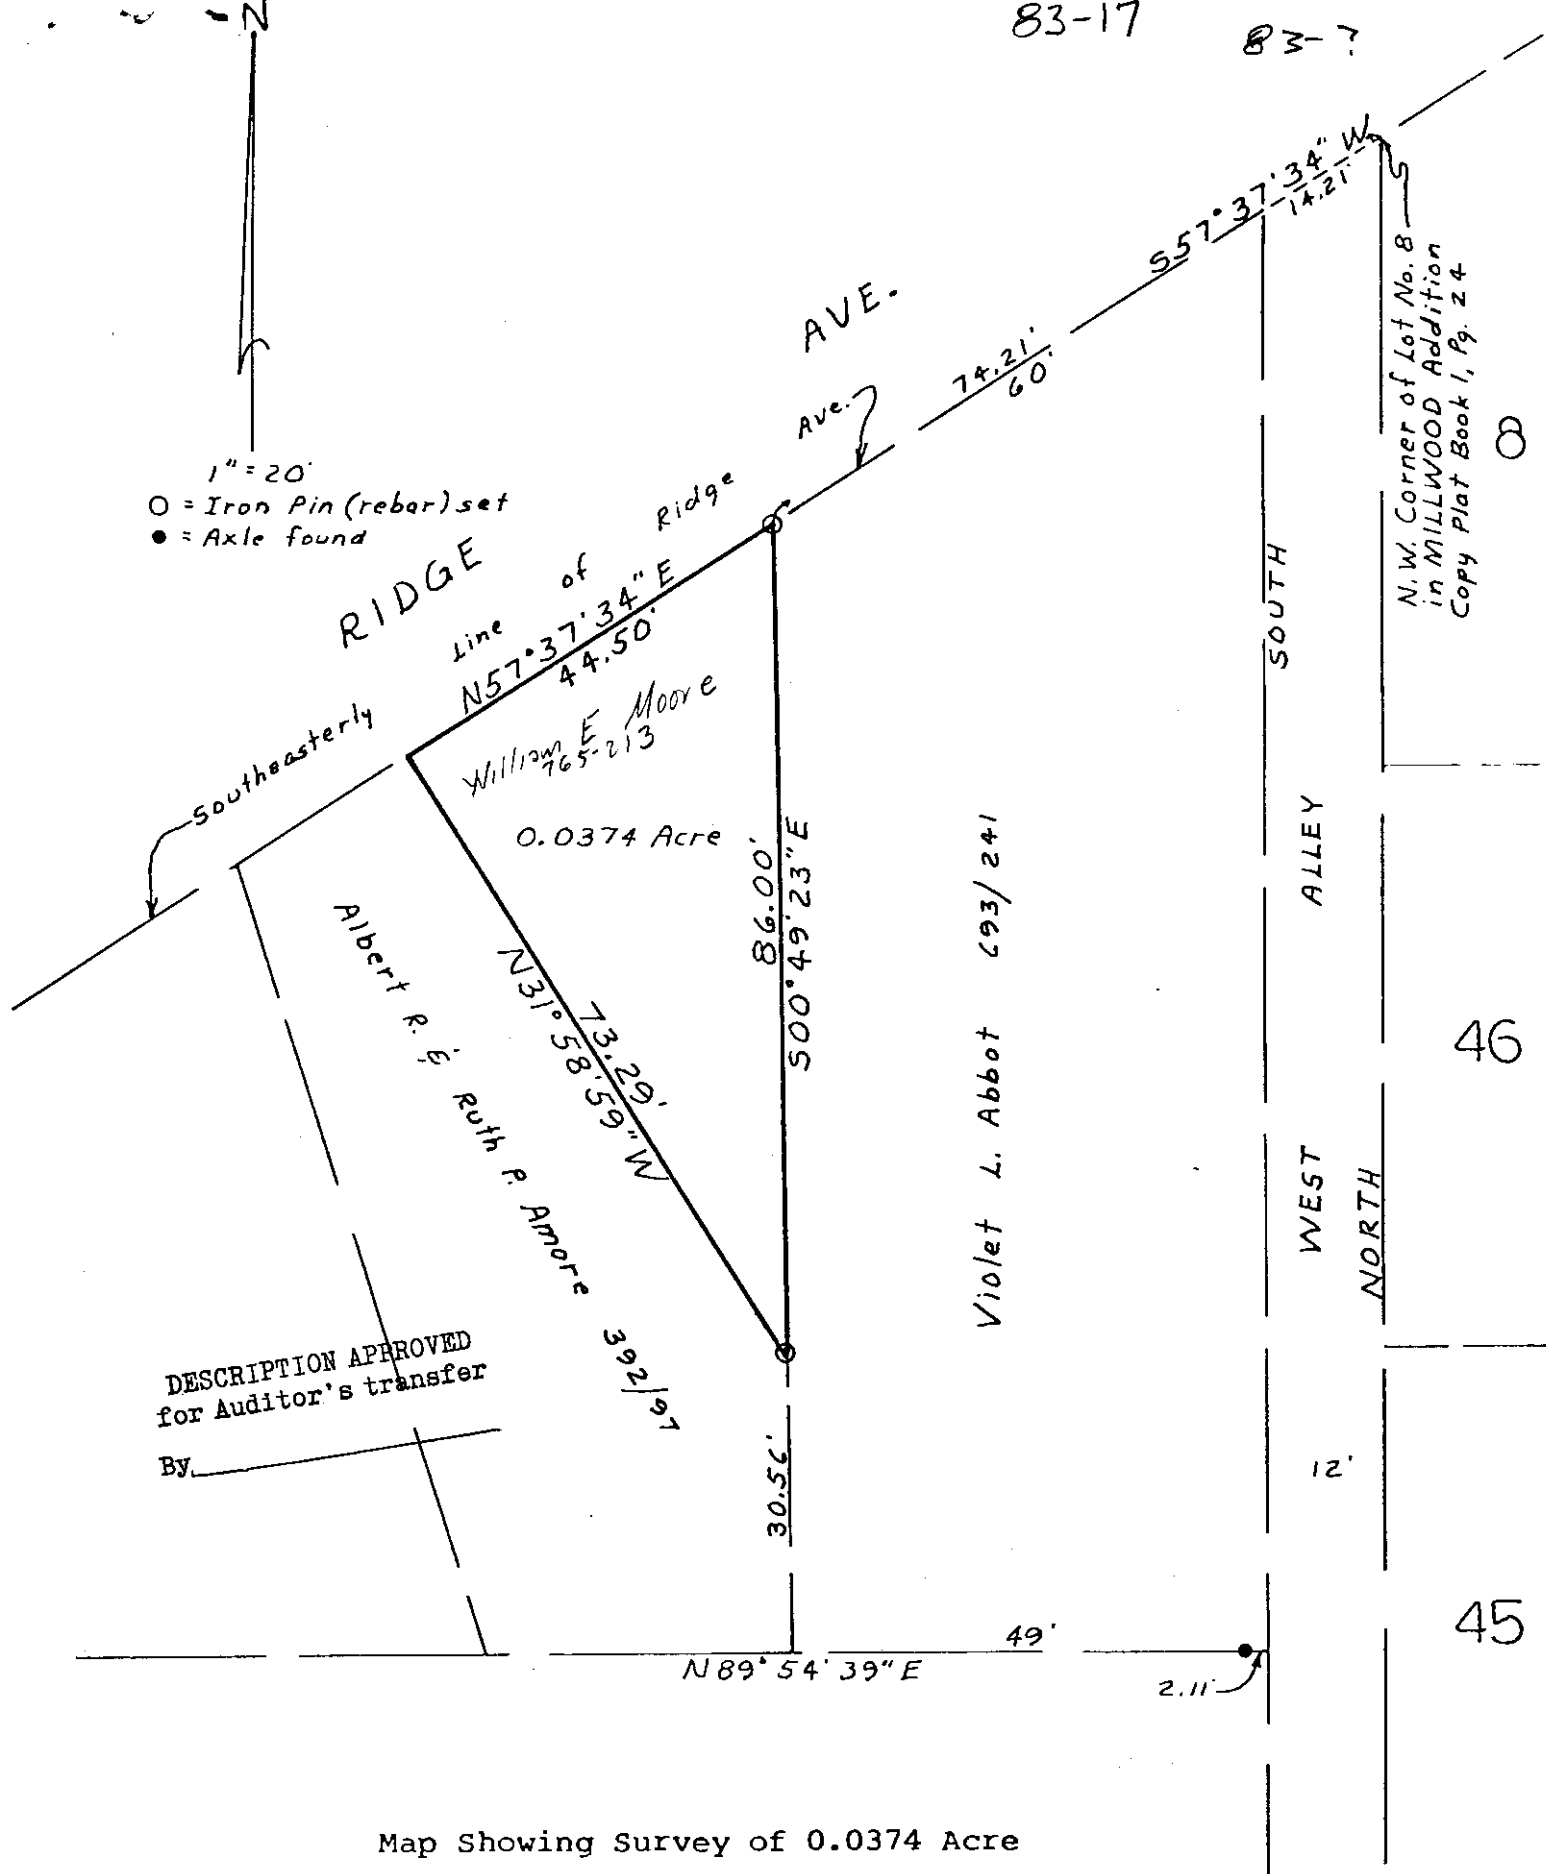 N
83-17
83-?
1" = 20'
O = Iron Pin (rebar) set
● = Axle found
RIDGE AVE.
Southeasterly Line of Ridge Ave.
S57°37'34"W
14.21'
74.21'
60'
N57°37'34"E
44.50'
William E Moore
765-213
0.0374 Acre
86.00'
S00°49'23"E
N31°58'59"W
73.29'
Albert R. & Ruth P. Amore 392/97
Violet L. Abbot 693/241
N.W. Corner of Lot No. 8
in MILLWOOD Addition
Copy Plat Book 1, Pg. 24
8
SOUTH
ALLEY
46
WEST
NORTH
12'
45
DESCRIPTION APPROVED
for Auditor's transfer
By
30.56'
49'
N89°54'39"E
2.11'
Map Showing Survey of 0.0374 Acre